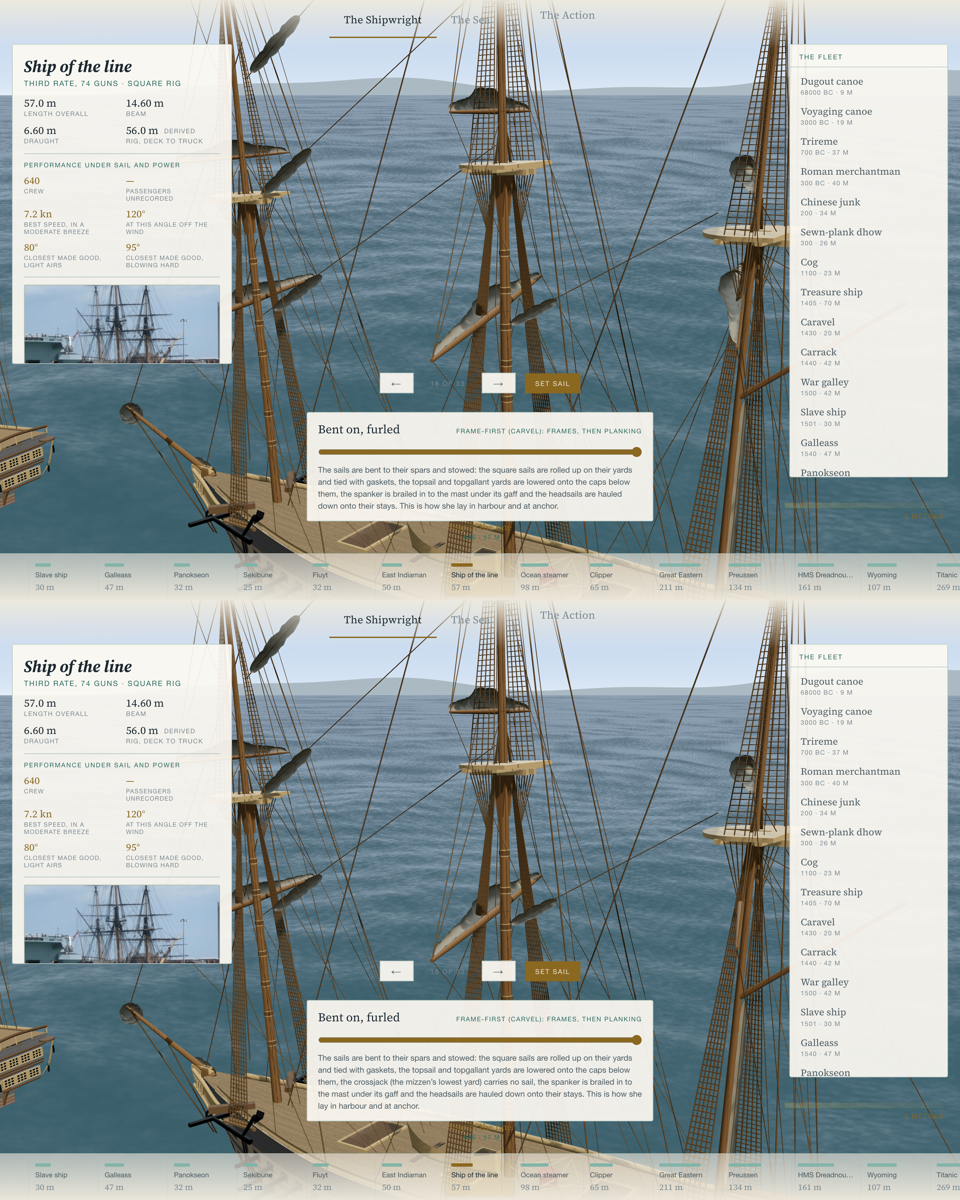 The Shipwright
The Sea
The Action
Ship of the line
THIRD RATE, 74 GUNS · SQUARE RIG
57.0 m
LENGTH OVERALL
14.60 m
BEAM
6.60 m
DRAUGHT
56.0 m DERIVED
RIG, DECK TO TRUCK
PERFORMANCE UNDER SAIL AND POWER
640
CREW
—
PASSENGERS
UNRECORDED
7.2 kn
BEST SPEED, IN A
MODERATE BREEZE
120°
AT THIS ANGLE OFF THE
WIND
80°
CLOSEST MADE GOOD,
LIGHT AIRS
95°
CLOSEST MADE GOOD,
BLOWING HARD
THE FLEET
Dugout canoe
68000 BC · 9 M
Voyaging canoe
3000 BC · 19 M
Trireme
700 BC · 37 M
Roman merchantman
300 BC · 40 M
Chinese junk
200 · 34 M
Sewn-plank dhow
300 · 26 M
Cog
1100 · 23 M
Treasure ship
1405 · 70 M
Caravel
1430 · 20 M
Carrack
1440 · 42 M
War galley
1500 · 42 M
Slave ship
1501 · 30 M
Galleass
1540 · 47 M
Panokseon
←
→
SET SAIL
Bent on, furled
FRAME-FIRST (CARVEL): FRAMES, THEN PLANKING
The sails are bent to their spars and stowed: the square sails are rolled up on their yards
and tied with gaskets, the topsail and topgallant yards are lowered onto the caps below
them, the spanker is brailed in to the mast under its gaff and the headsails are hauled
down onto their stays. This is how she lay in harbour and at anchor.
Slave ship
30 m
Galleass
47 m
Panokseon
32 m
Sekibune
25 m
Fluyt
32 m
East Indiaman
50 m
Ship of the line
57 m
Ocean steamer
98 m
Clipper
65 m
Great Eastern
211 m
Preussen
134 m
HMS Dreadnou...
161 m
Wyoming
107 m
Titanic
269 m
The Shipwright
The Sea
The Action
Ship of the line
THIRD RATE, 74 GUNS · SQUARE RIG
57.0 m
LENGTH OVERALL
14.60 m
BEAM
6.60 m
DRAUGHT
56.0 m DERIVED
RIG, DECK TO TRUCK
PERFORMANCE UNDER SAIL AND POWER
640
CREW
—
PASSENGERS
UNRECORDED
7.2 kn
BEST SPEED, IN A
MODERATE BREEZE
120°
AT THIS ANGLE OFF THE
WIND
80°
CLOSEST MADE GOOD,
LIGHT AIRS
95°
CLOSEST MADE GOOD,
BLOWING HARD
THE FLEET
Dugout canoe
68000 BC · 9 M
Voyaging canoe
3000 BC · 19 M
Trireme
700 BC · 37 M
Roman merchantman
300 BC · 40 M
Chinese junk
200 · 34 M
Sewn-plank dhow
300 · 26 M
Cog
1100 · 23 M
Treasure ship
1405 · 70 M
Caravel
1430 · 20 M
Carrack
1440 · 42 M
War galley
1500 · 42 M
Slave ship
1501 · 30 M
Galleass
1540 · 47 M
Panokseon
←
→
SET SAIL
Bent on, furled
FRAME-FIRST (CARVEL): FRAMES, THEN PLANKING
The sails are bent to their spars and stowed: the square sails are rolled up on their yards
and tied with gaskets, the topsail and topgallant yards are lowered onto the caps below
them, the crossjack (the mizzen's lowest yard) carries no sail, the spanker is brailed in to
the mast under its gaff and the headsails are hauled down onto their stays. This is how she
lay in harbour and at anchor.
Slave ship
30 m
Galleass
47 m
Panokseon
32 m
Sekibune
25 m
Fluyt
32 m
East Indiaman
50 m
Ship of the line
57 m
Ocean steamer
98 m
Clipper
65 m
Great Eastern
211 m
Preussen
134 m
HMS Dreadnou...
161 m
Wyoming
107 m
Titanic
269 m